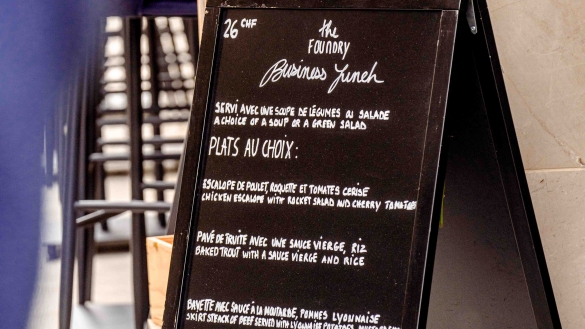 26 CHF
the
FOUNDRY
Business Lunch
SERVI AVEC UNE SOUPE DE LÉGUMES OU SALADE
A CHOICE OF A SOUP OR A GREEN SALAD
PLATS AU CHOIX:
ESCALOPE DE POULET, ROQUETTE ET TOMATES CERISE
CHICKEN ESCALOPE WITH ROCKET SALAD AND CHERRY TOMATOES
PAVÉ DE TRUITE AVEC UNE SAUCE VIERGE, RIZ
BAKED TROUT WITH A SAUCE VIERGE AND RICE
BAVETTE MEC SAUCE À LA MOUTARDE, POMMES LYONNAISE
SKIRT STEACK OF BEEF SERVED WITH LYONNAISE POTATOES